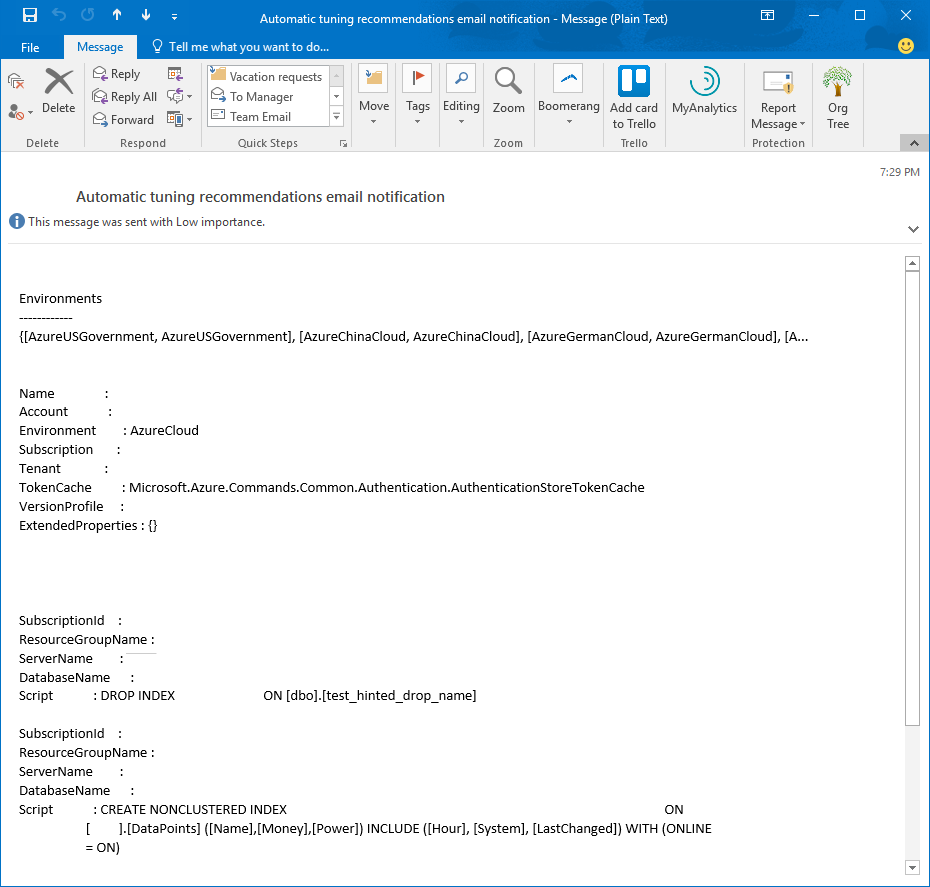 Automatic tuning recommendations email notification - Message (Plain Text)
File Message Tell me what you want to do...
Delete
Reply
Reply All
Forward
Vacation requests
To Manager
Team Email
Move
Tags
Editing
Zoom
Boomerang
Add card
to Trello
MyAnalytics
Report
Message
Org
Tree
Delete Respond Quick Steps Zoom Trello Protection
7:29 PM
Automatic tuning recommendations email notification
This message was sent with Low importance.
Environments
------------
{[AzureUSGovernment, AzureUSGovernment], [AzureChinaCloud, AzureChinaCloud], [AzureGermanCloud, AzureGermanCloud], [A...
Name :
Account :
Environment : AzureCloud
Subscription :
Tenant :
TokenCache : Microsoft.Azure.Commands.Common.Authentication.AuthenticationStoreTokenCache
VersionProfile :
ExtendedProperties : {}
SubscriptionId :
ResourceGroupName :
ServerName :
DatabaseName :
Script : DROP INDEX ON [dbo].[test_hinted_drop_name]
SubscriptionId :
ResourceGroupName :
ServerName :
DatabaseName :
Script : CREATE NONCLUSTERED INDEX ON
[ ].[DataPoints] ([Name],[Money],[Power]) INCLUDE ([Hour], [System], [LastChanged]) WITH (ONLINE
= ON)